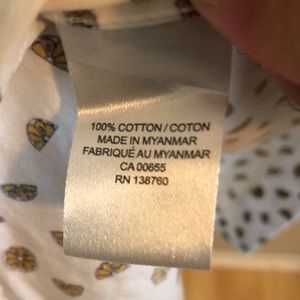 100% COTTON / COTON
MADE IN MYANMAR
FABRIQUÉ AU MYANMAR
CA 00655
RN 138760